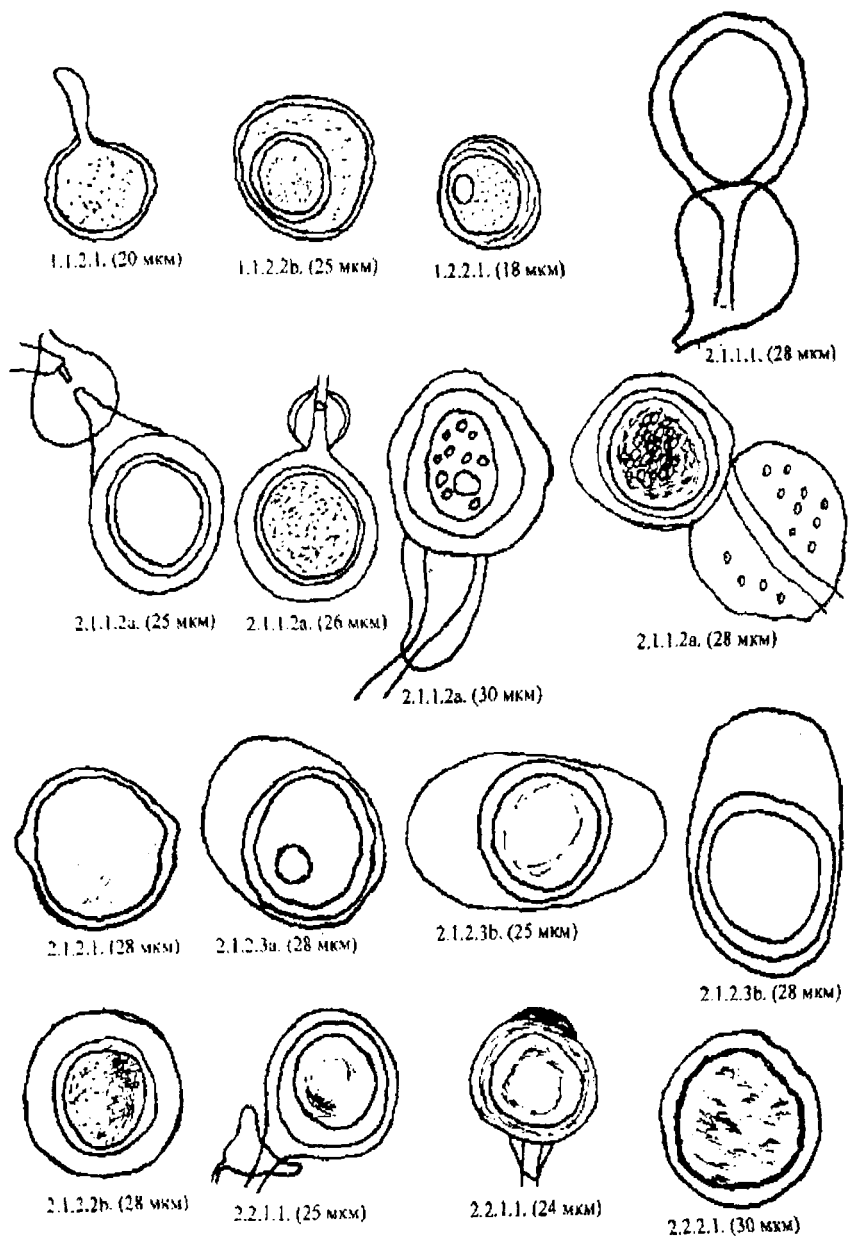 1.1.2.1. (20 мкм)
1.1.2.2b. (25 мкм)
1.2.2.1. (18 мкм)
2.1.1.1. (28 мкм)
2.1.1.2a. (25 мкм)
2.1.1.2a. (26 мкм)
2.1.1.2a. (30 мкм)
2.1.1.2a. (28 мкм)
2.1.2.1. (28 мкм)
2.1.2.3a. (28 мкм)
2.1.2.3b. (25 мкм)
2.1.2.3b. (28 мкм)
2.1.2.2b. (28 мкм)
2.2.1.1. (25 мкм)
2.2.1.1. (24 мкм)
2.2.2.1. (30 мкм)